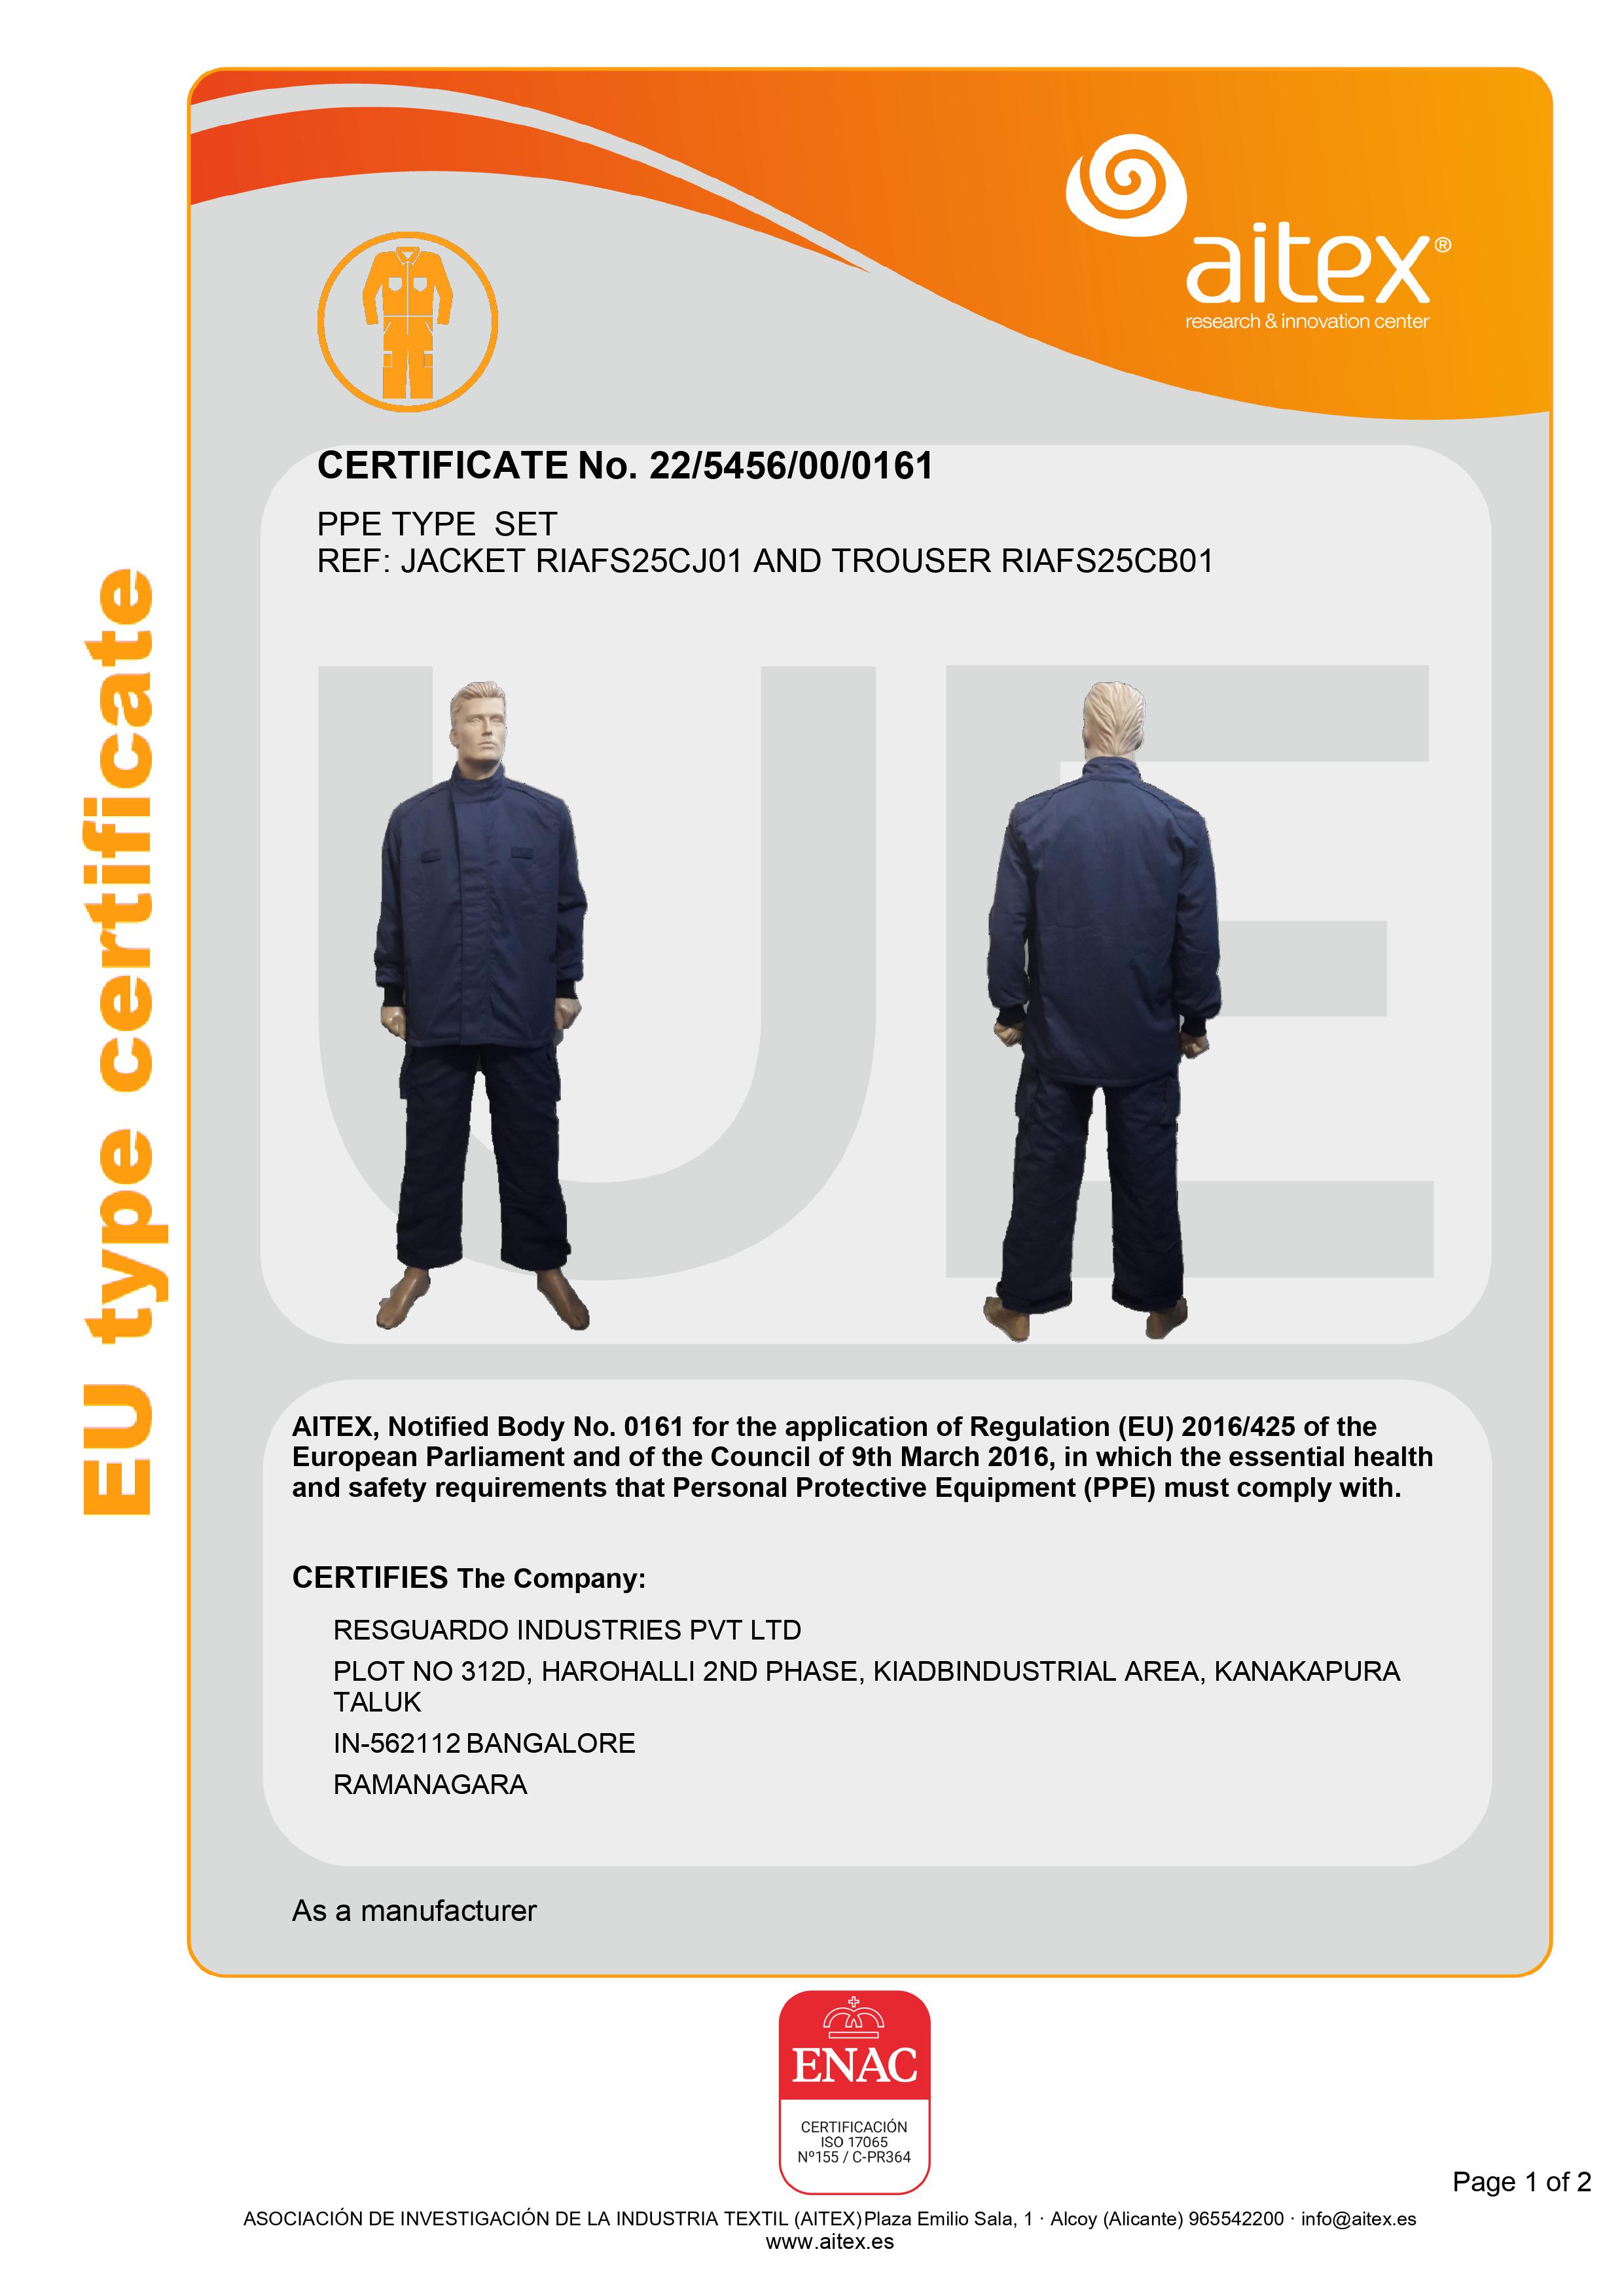 aitex®
research & innovation center
EU type certificate
CERTIFICATE No. 22/5456/00/0161
PPE TYPE SET
REF: JACKET RIAFS25CJ01 AND TROUSER RIAFS25CB01
UE
AITEX, Notified Body No. 0161 for the application of Regulation (EU) 2016/425 of the
European Parliament and of the Council of 9th March 2016, in which the essential health
and safety requirements that Personal Protective Equipment (PPE) must comply with.
CERTIFIES The Company:
RESGUARDO INDUSTRIES PVT LTD
PLOT NO 312D, HAROHALLI 2ND PHASE, KIADBINDUSTRIAL AREA, KANAKAPURA
TALUK
IN-562112 BANGALORE
RAMANAGARA
As a manufacturer
ENAC
CERTIFICACIÓN
ISO 17065
Nº155 / C-PR364
Page 1 of 2
ASOCIACIÓN DE INVESTIGACIÓN DE LA INDUSTRIA TEXTIL (AITEX)Plaza Emilio Sala, 1 · Alcoy (Alicante) 965542200 · info@aitex.es
www.aitex.es